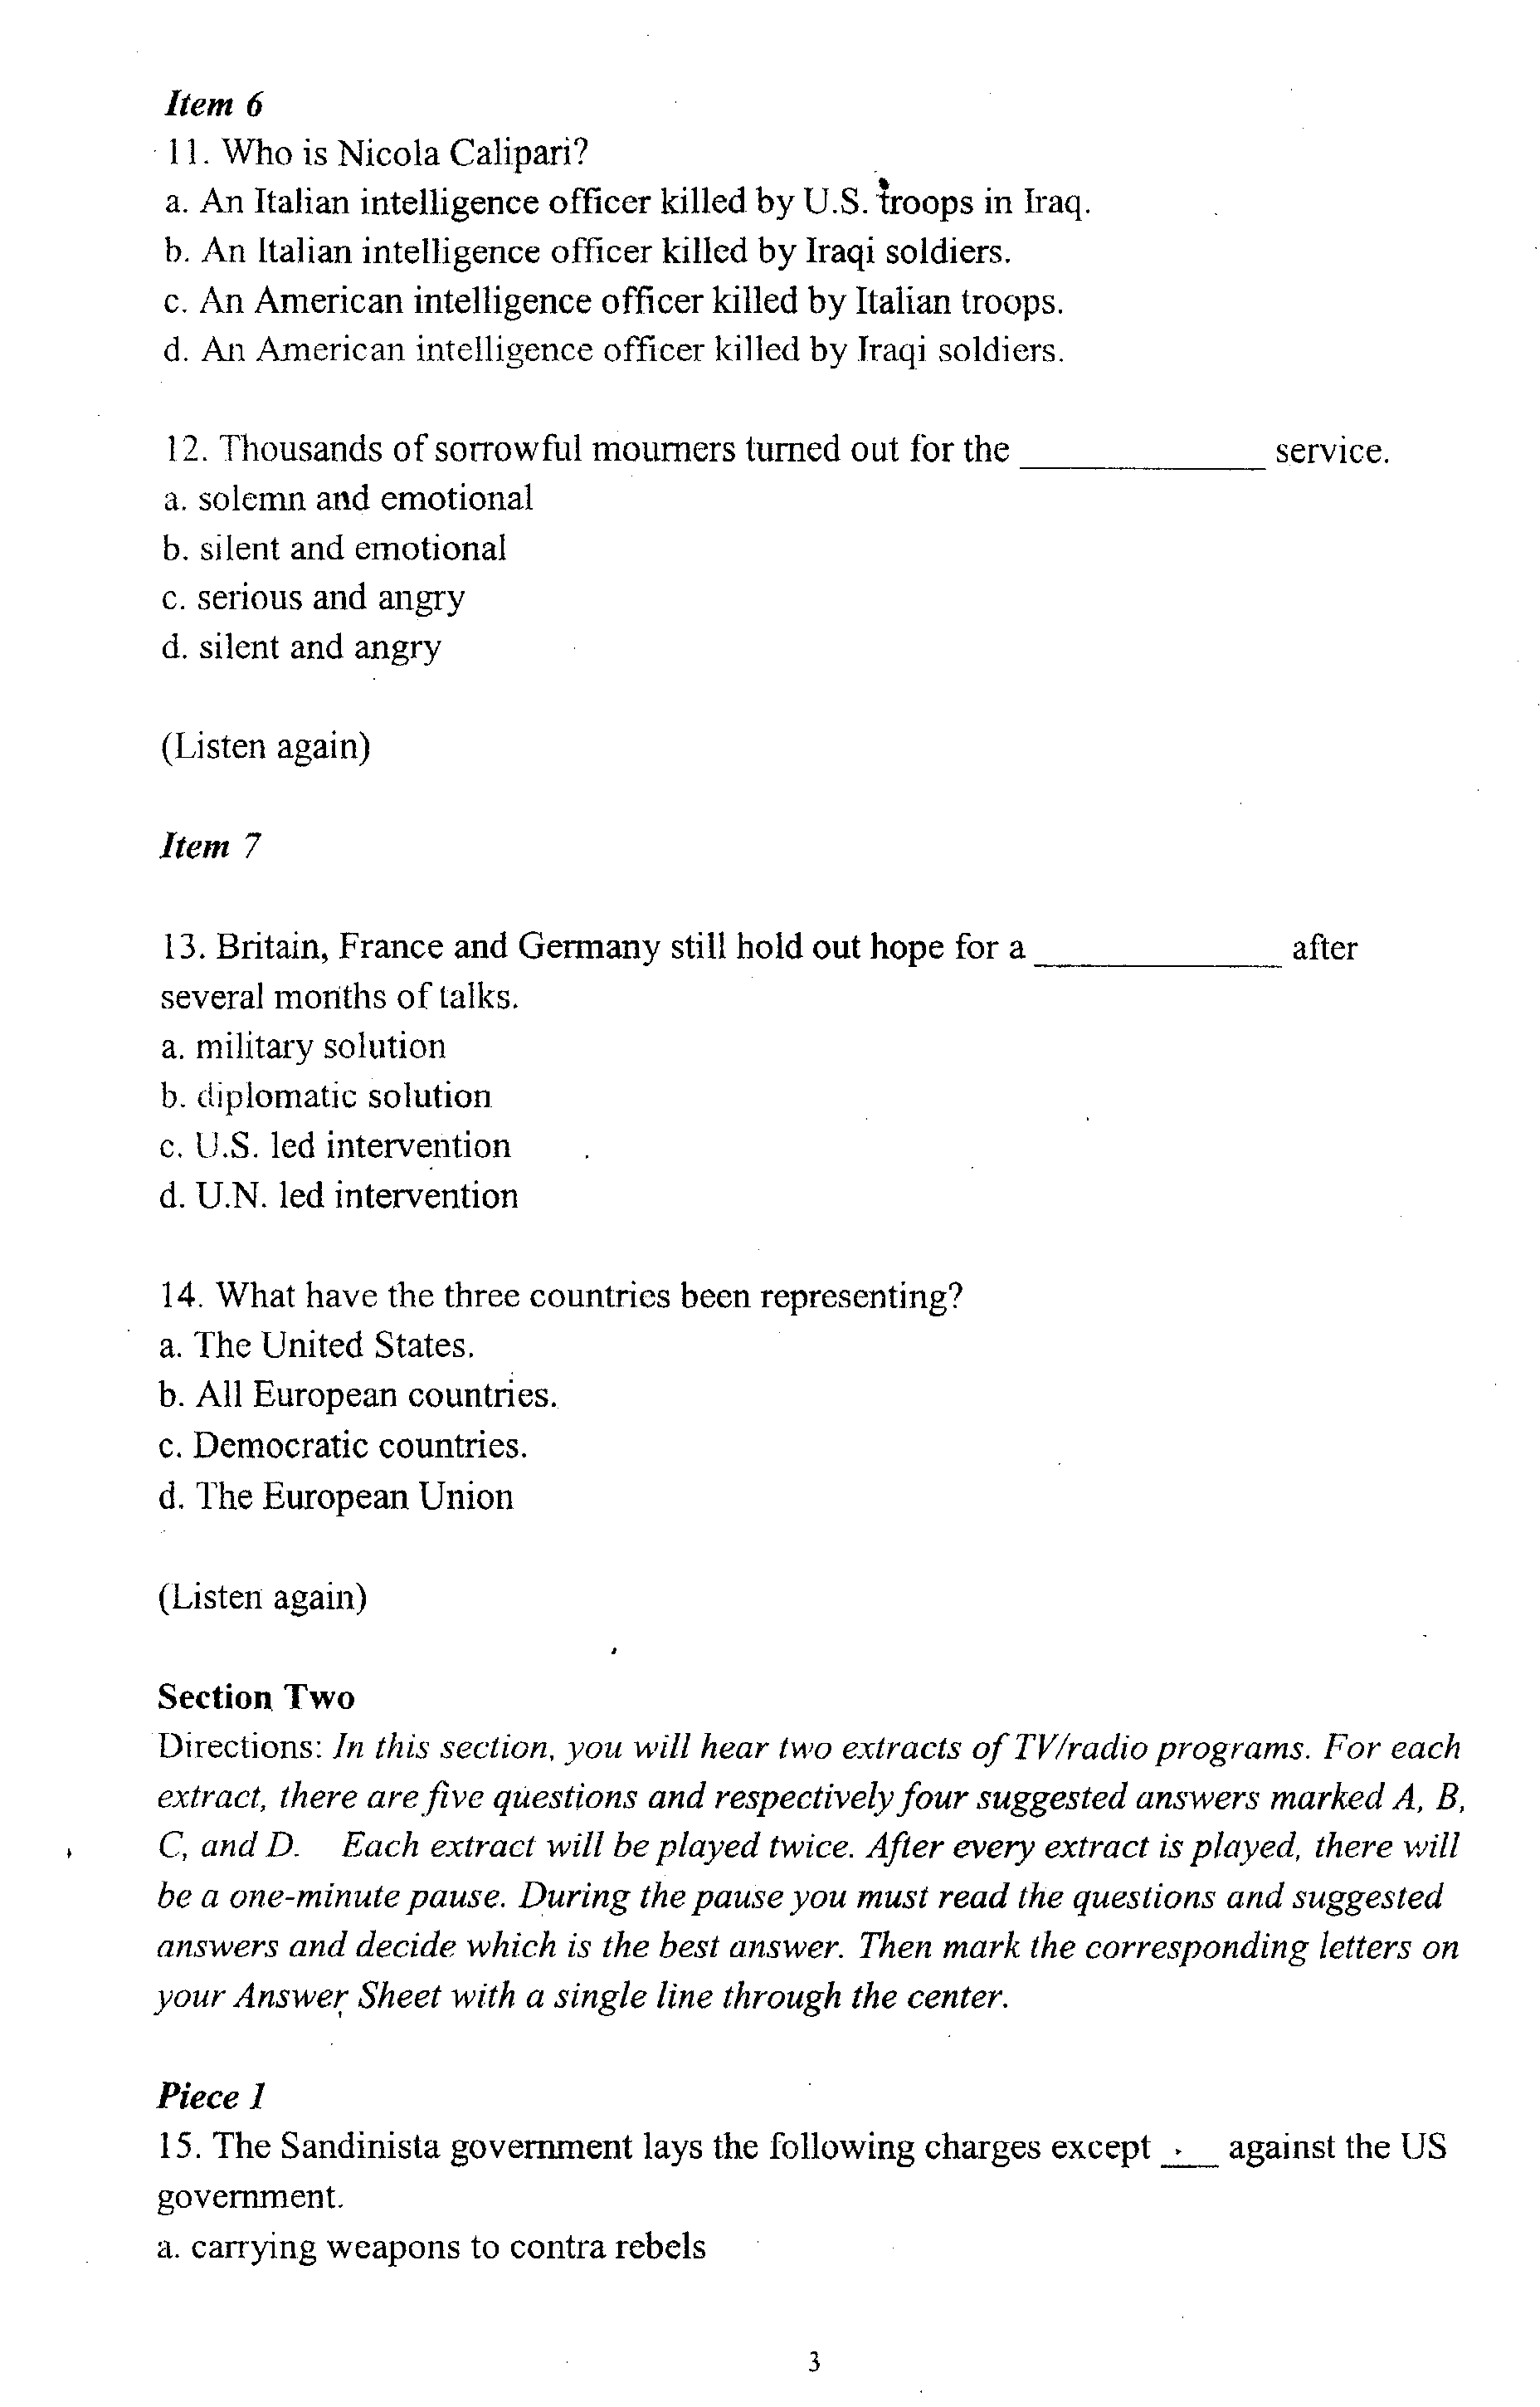 Item 6
11. Who is Nicola Calipari?
a. An Italian intelligence officer killed by U.S. troops in Iraq.
b. An Italian intelligence officer killed by Iraqi soldiers.
c. An American intelligence officer killed by Italian troops.
d. An American intelligence officer killed by Iraqi soldiers.
12. Thousands of sorrowful mourners turned out for the ____________ service.
a. solemn and emotional
b. silent and emotional
c. serious and angry
d. silent and angry
(Listen again)
Item 7
13. Britain, France and Germany still hold out hope for a ____________ after
several months of talks.
a. military solution
b. diplomatic solution
c. U.S. led intervention
d. U.N. led intervention
14. What have the three countries been representing?
a. The United States.
b. All European countries.
c. Democratic countries.
d. The European Union
(Listen again)
Section Two
Directions: In this section, you will hear two extracts of TV/radio programs. For each
extract, there are five questions and respectively four suggested answers marked A, B,
C, and D. Each extract will be played twice. After every extract is played, there will
be a one-minute pause. During the pause you must read the questions and suggested
answers and decide which is the best answer. Then mark the corresponding letters on
your Answer Sheet with a single line through the center.
Piece 1
15. The Sandinista government lays the following charges except ___ against the US
government.
a. carrying weapons to contra rebels
3